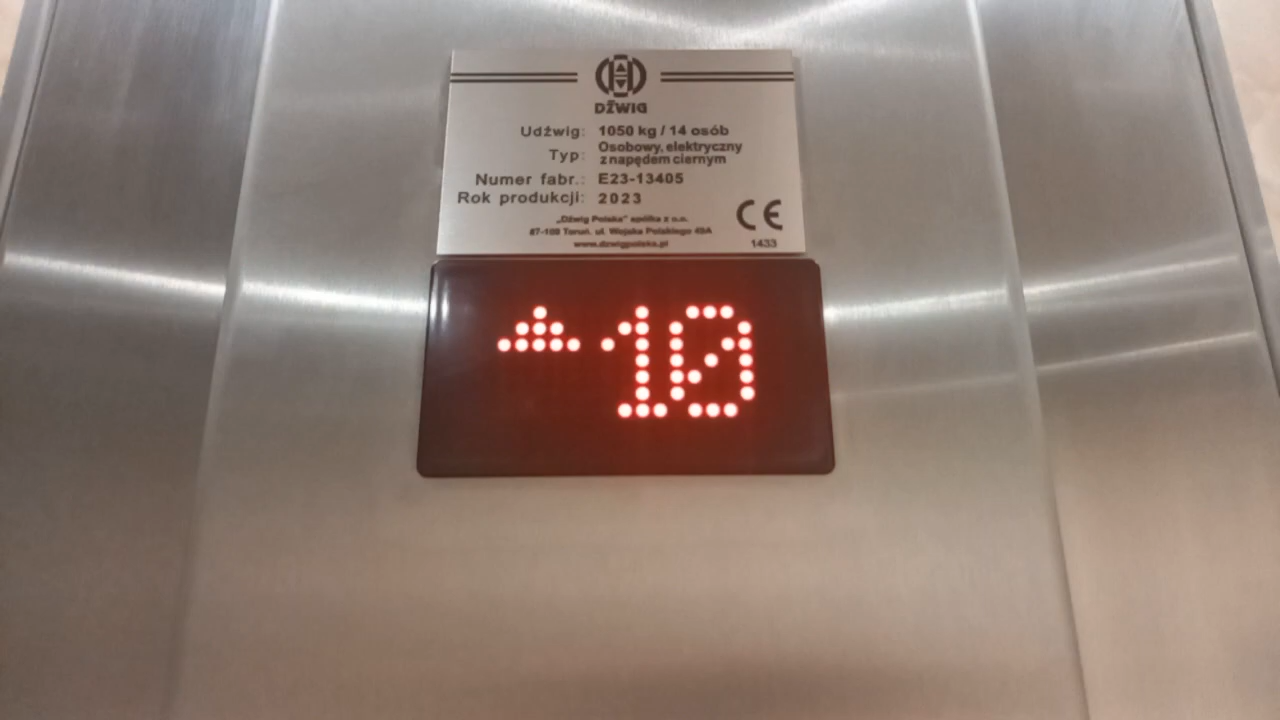 DŹWIG
Udźwig: 1050 kg / 14 osób
Typ: Osobowy, elektryczny
z napędem ciernym
Numer fabr.: E23-13405
Rok produkcji: 2023
„Dźwig Polska" spółka z o.o.
87-100 Toruń, ul. Wojska Polskiego 49A
www.dzwigpolska.pl
CE
1433
10